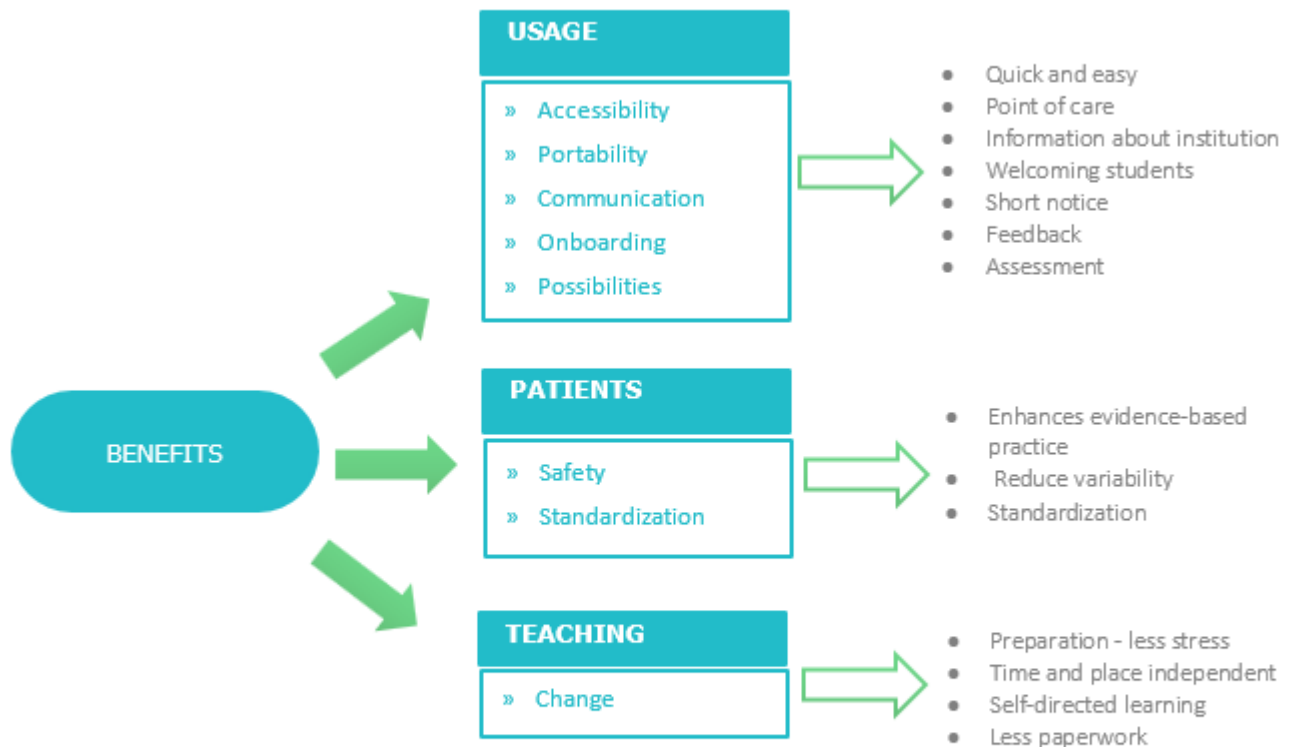 USAGE
» Accessibility
» Portability
» Communication
» Onboarding
» Possibilities
● Quick and easy
● Point of care
● Information about institution
● Welcoming students
● Short notice
● Feedback
● Assessment
BENEFITS
PATIENTS
» Safety
» Standardization
● Enhances evidence-based
practice
● Reduce variability
● Standardization
TEACHING
» Change
● Preparation - less stress
● Time and place independent
● Self-directed learning
● Less paperwork